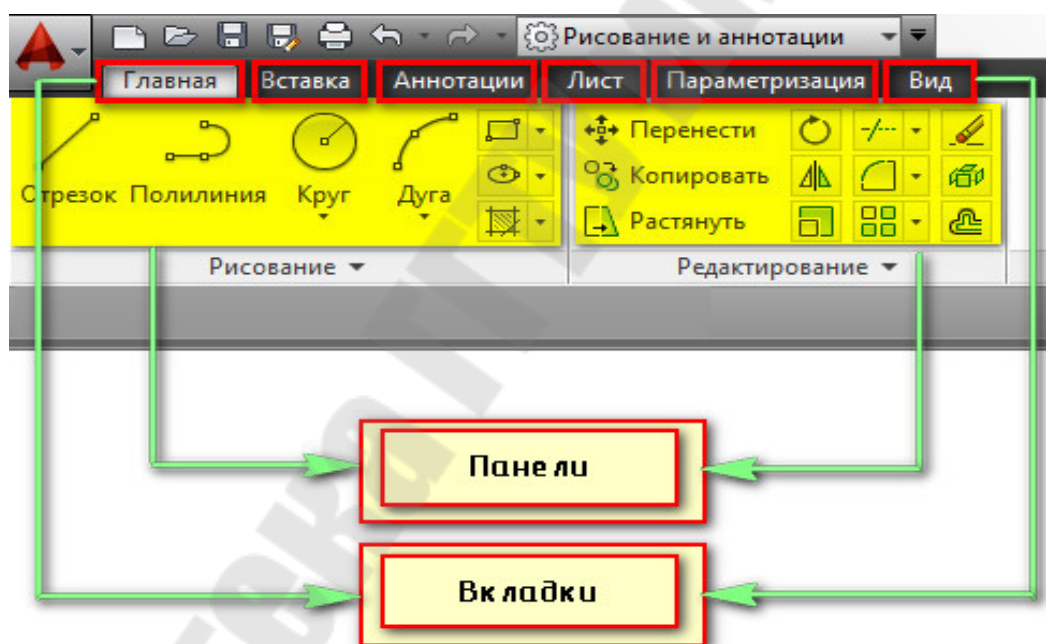 Рисование и аннотации
Главная Вставка Аннотации Лист Параметризация Вид
Отрезок Полилиния Круг Дуга
Перенести
Копировать
Растянуть
Рисование Редактирование
Панели
Вкладки